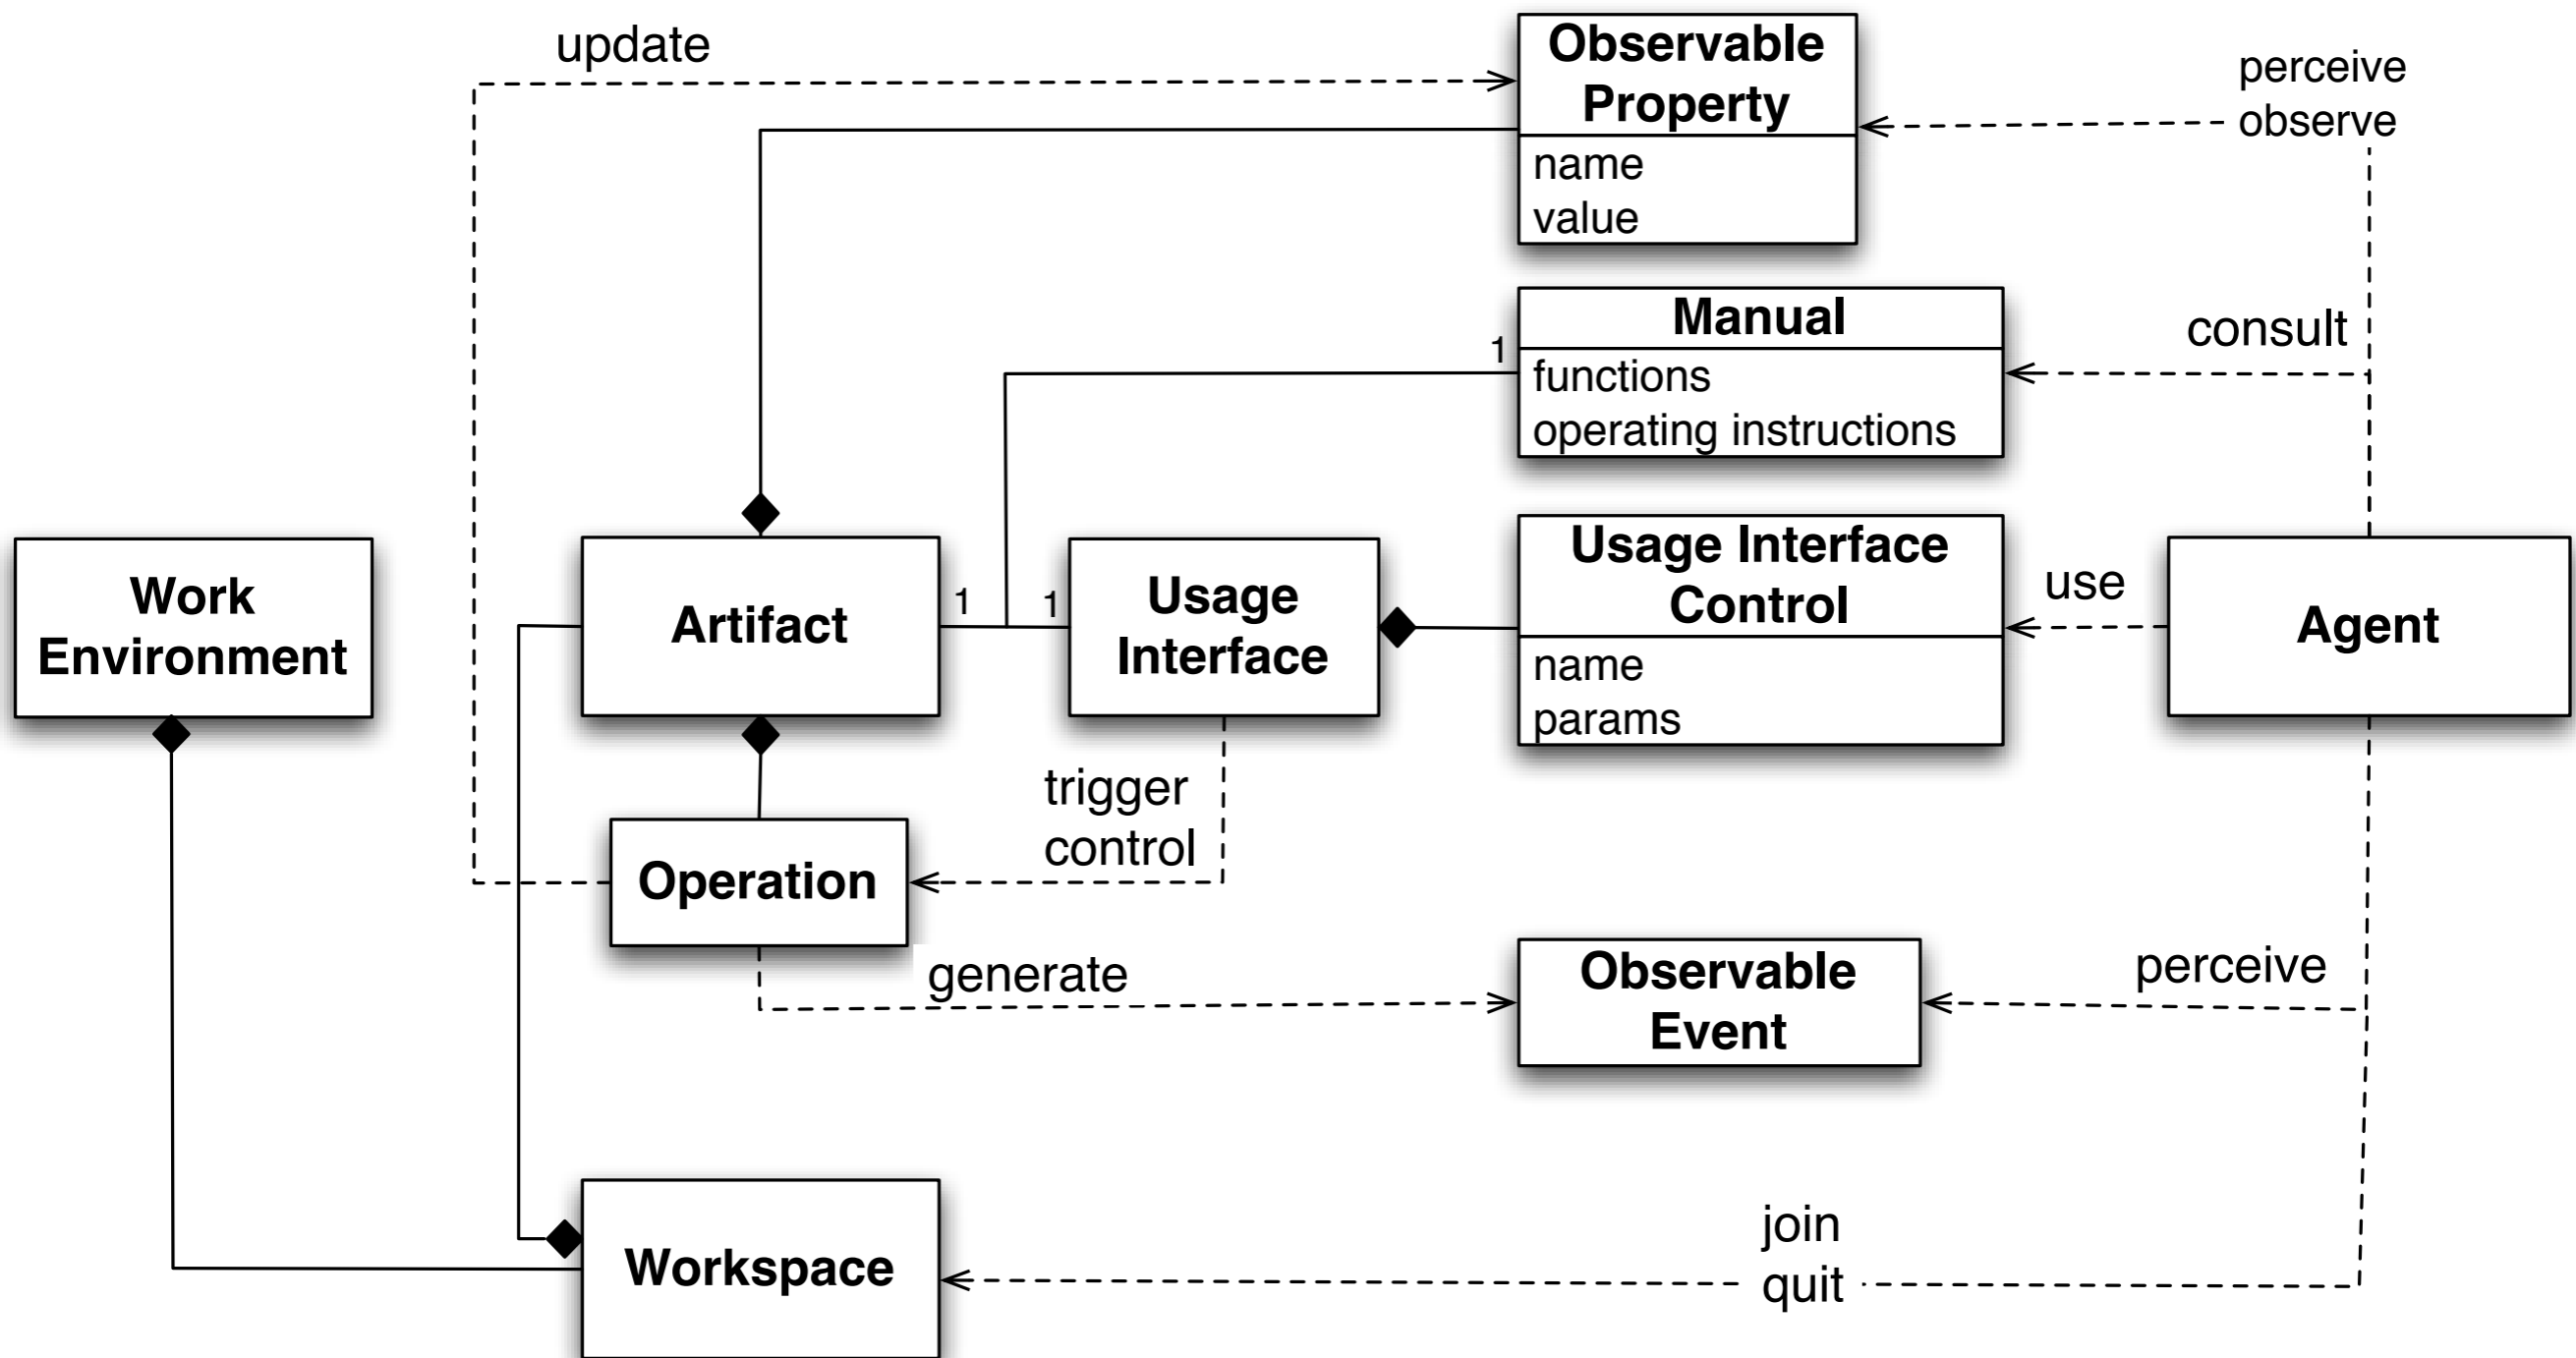 update
Observable
Property
name
value
perceive
observe
Manual
functions
operating instructions
1
consult
Work
Environment
Artifact
1
1
Usage
Interface
Usage Interface
Control
name
params
use
Agent
trigger
control
Operation
generate
Observable
Event
perceive
Workspace
join
quit